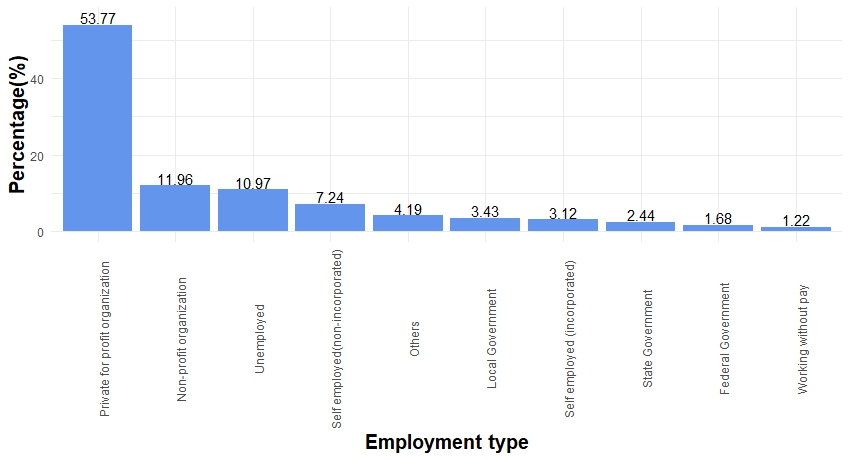 Percentage(%)
40
20
0
53.77
11.96
10.97
7.24
4.19
3.43
3.12
2.44
1.68
1.22
Private for profit organization
Non-profit organization
Unemployed
Self employed(non-incorporated)
Others
Local Government
Self employed (incorporated)
State Government
Federal Government
Working without pay
Employment type